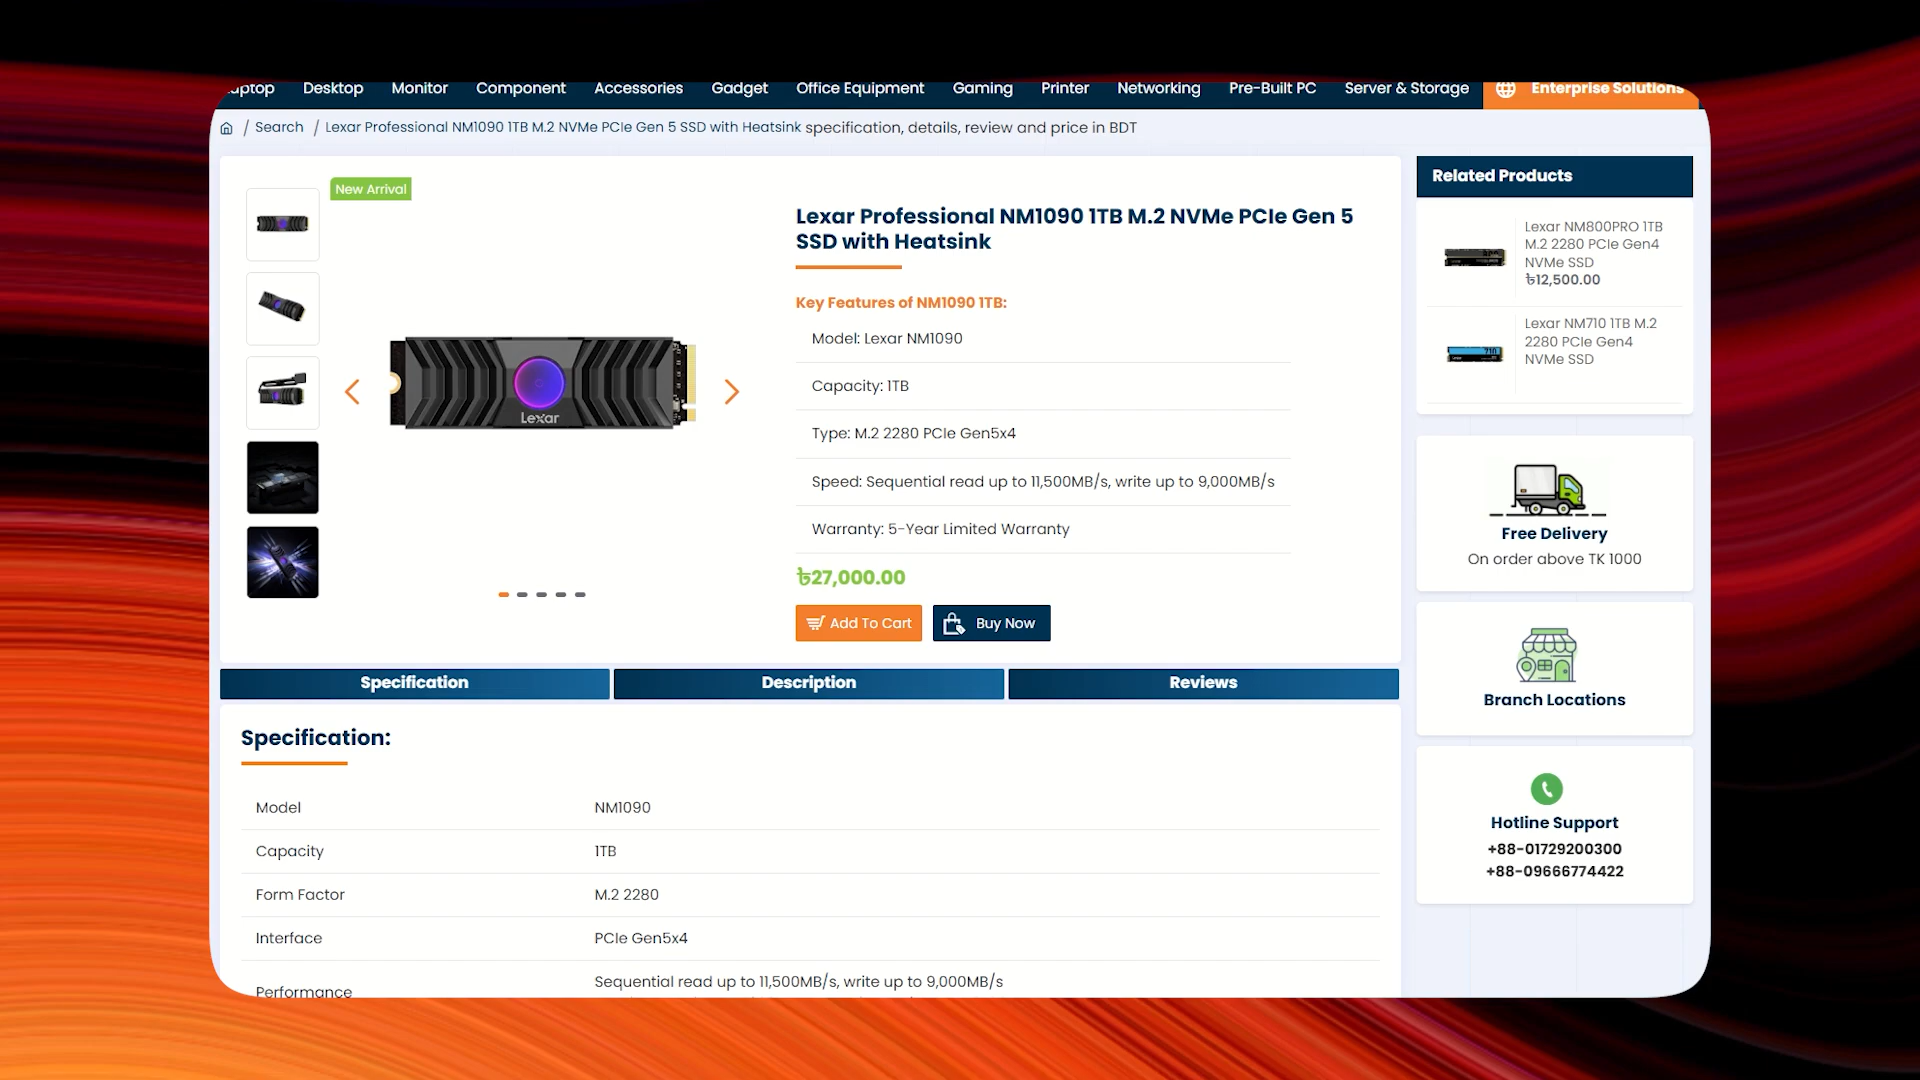 Desktop
Monitor
Component
Accessories
Gadget
Office Equipment
Gaming
Printer
Networking
Pre-Built PC
Server & Storage
Enterprise Solutions
/ Search / Lexar Professional NM1090 1TB M.2 NVMe PCIe Gen 5 SSD with Heatsink specification, details, review and price in BDT
New Arrival
Lexar
Lexar Professional NM1090 1TB M.2 NVMe PCIe Gen 5
SSD with Heatsink
Key Features of NM1090 1TB:
Model: Lexar NM1090
Capacity: 1TB
Type: M.2 2280 PCIe Gen5x4
Speed: Sequential read up to 11,500MB/s, write up to 9,000MB/s
Warranty: 5-Year Limited Warranty
৳27,000.00
Add To Cart
Buy Now
Related Products
Lexar NM800PRO 1TB
M.2 2280 PCIe Gen4
NVMe SSD
৳12,500.00
710
Lexar NM710 1TB M.2
2280 PCIe Gen4
NVMe SSD
Free Delivery
On order above TK 1000
Branch Locations
Hotline Support
+88-01729200300
+88-09666774422
Specification
Description
Reviews
Specification:
Model NM1090
Capacity 1TB
Form Factor M.2 2280
Interface PCIe Gen5x4
Performance Sequential read up to 11,500MB/s, write up to 9,000MB/s